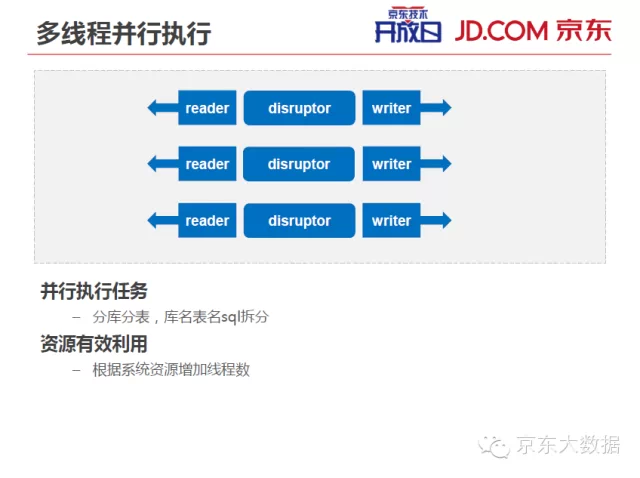 多线程并行执行
京东技术
开放日
JD.COM 京东
reader disruptor writer
reader disruptor writer
reader disruptor writer
并行执行任务
– 分库分表，库名表名sql拆分
资源有效利用
– 根据系统资源增加线程数
京东大数据